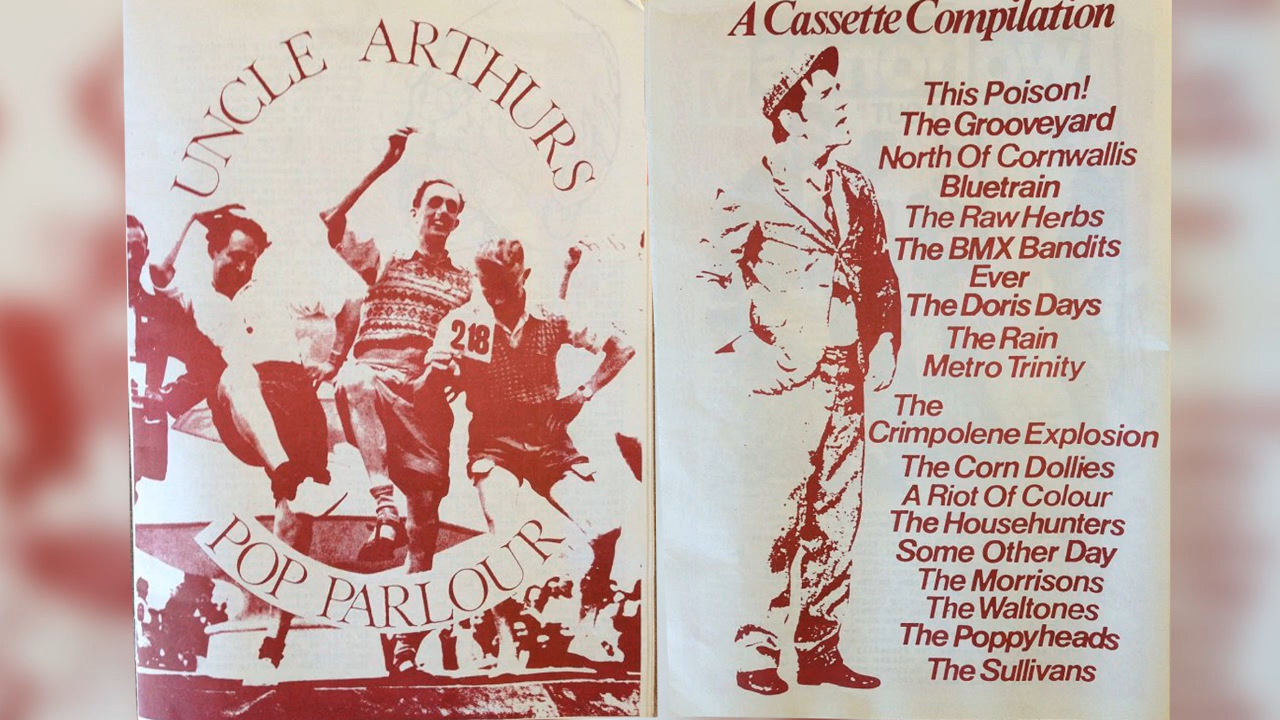 UNCLE ARTHURS
218
POP PARLOUR
A Cassette Compilation
This Poison!
The Grooveyard
North Of Cornwallis
Bluetrain
The Raw Herbs
The BMX Bandits
Ever
The Doris Days
The Rain
Metro Trinity
The
Crimpolene Explosion
The Corn Dollies
A Riot Of Colour
The Househunters
Some Other Day
The Morrisons
The Waltones
The Poppyheads
The Sullivans